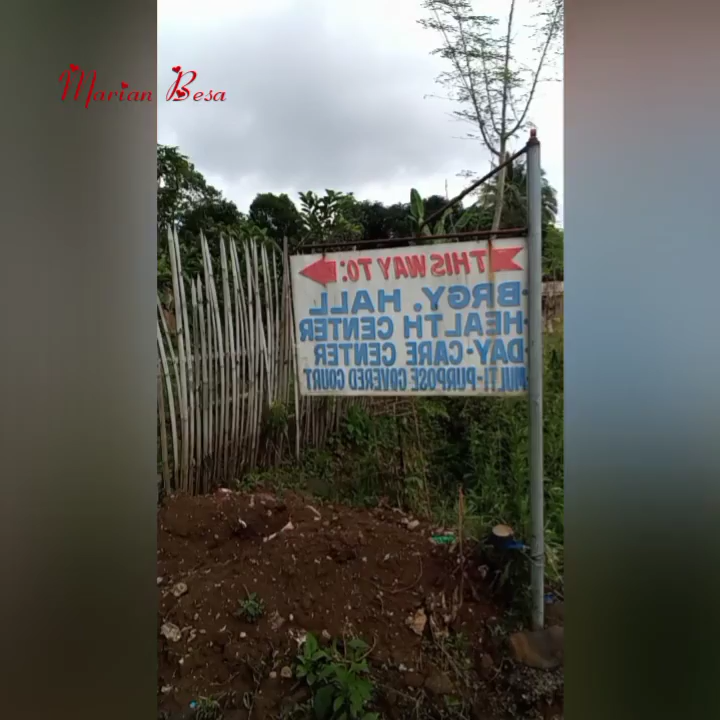 Marian Besa
THIS WAY TO:
-BRGY. HALL
-HEALTH CENTER
DAY-CARE CENTER
MULTI-PURPOSE COVERED COURT